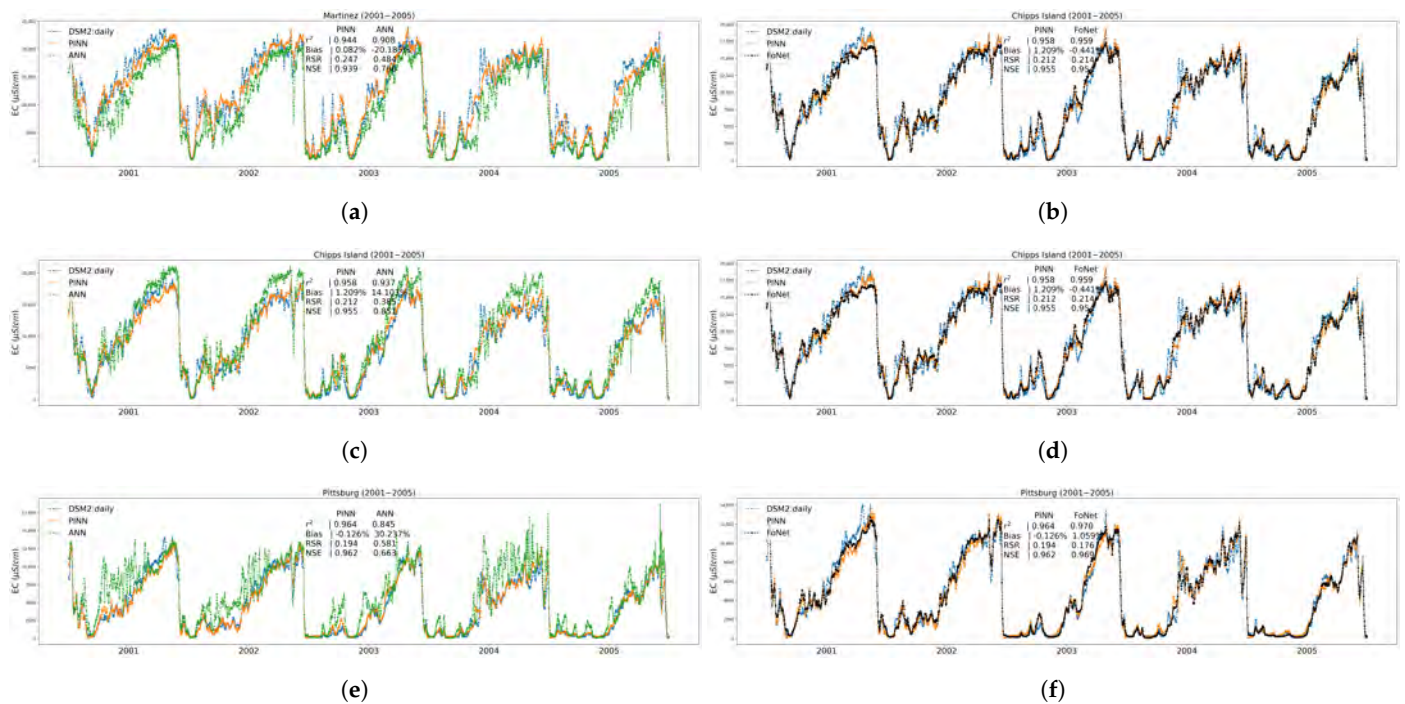 Martinez (2001−2005)
DSM2 daily
PINN
ANN
PINN ANN
r² | 0.944 0.908
Bias | 0.082%
RSR | 0.247 0.484
NSE | 0.939
EC (μS/cm)
2001 2002 2003 2004 2005
(a)
Chipps Island (2001−2005)
DSM2 daily
PINN
FoNet
PINN FoNet
r² | 0.958 0.959
Bias | 1.209% -0.441%
RSR | 0.212 0.214
NSE | 0.955
EC (μS/cm)
2001 2002 2003 2004 2005
(b)
Chipps Island (2001−2005)
DSM2 daily
PINN
ANN
PINN ANN
r² | 0.958 0.937
Bias | 1.209%
RSR | 0.212
NSE | 0.955
EC (μS/cm)
2001 2002 2003 2004 2005
(c)
Chipps Island (2001−2005)
DSM2 daily
PINN
FoNet
PINN FoNet
r² | 0.958 0.959
Bias | 1.209% -0.441%
RSR | 0.212 0.214
NSE | 0.955
EC (μS/cm)
2001 2002 2003 2004 2005
(d)
Pittsburg (2001−2005)
DSM2 daily
PINN
ANN
PINN ANN
r² | 0.964 0.845
Bias | -0.126% 30.237%
RSR | 0.194 0.581
NSE | 0.962 0.663
EC (μS/cm)
2001 2002 2003 2004 2005
(e)
Pittsburg (2001−2005)
DSM2 daily
PINN
FoNet
PINN FoNet
r² | 0.964 0.970
Bias | -0.126% 1.059%
RSR | 0.194 0.176
NSE | 0.962 0.969
EC (μS/cm)
2001 2002 2003 2004 2005
(f)